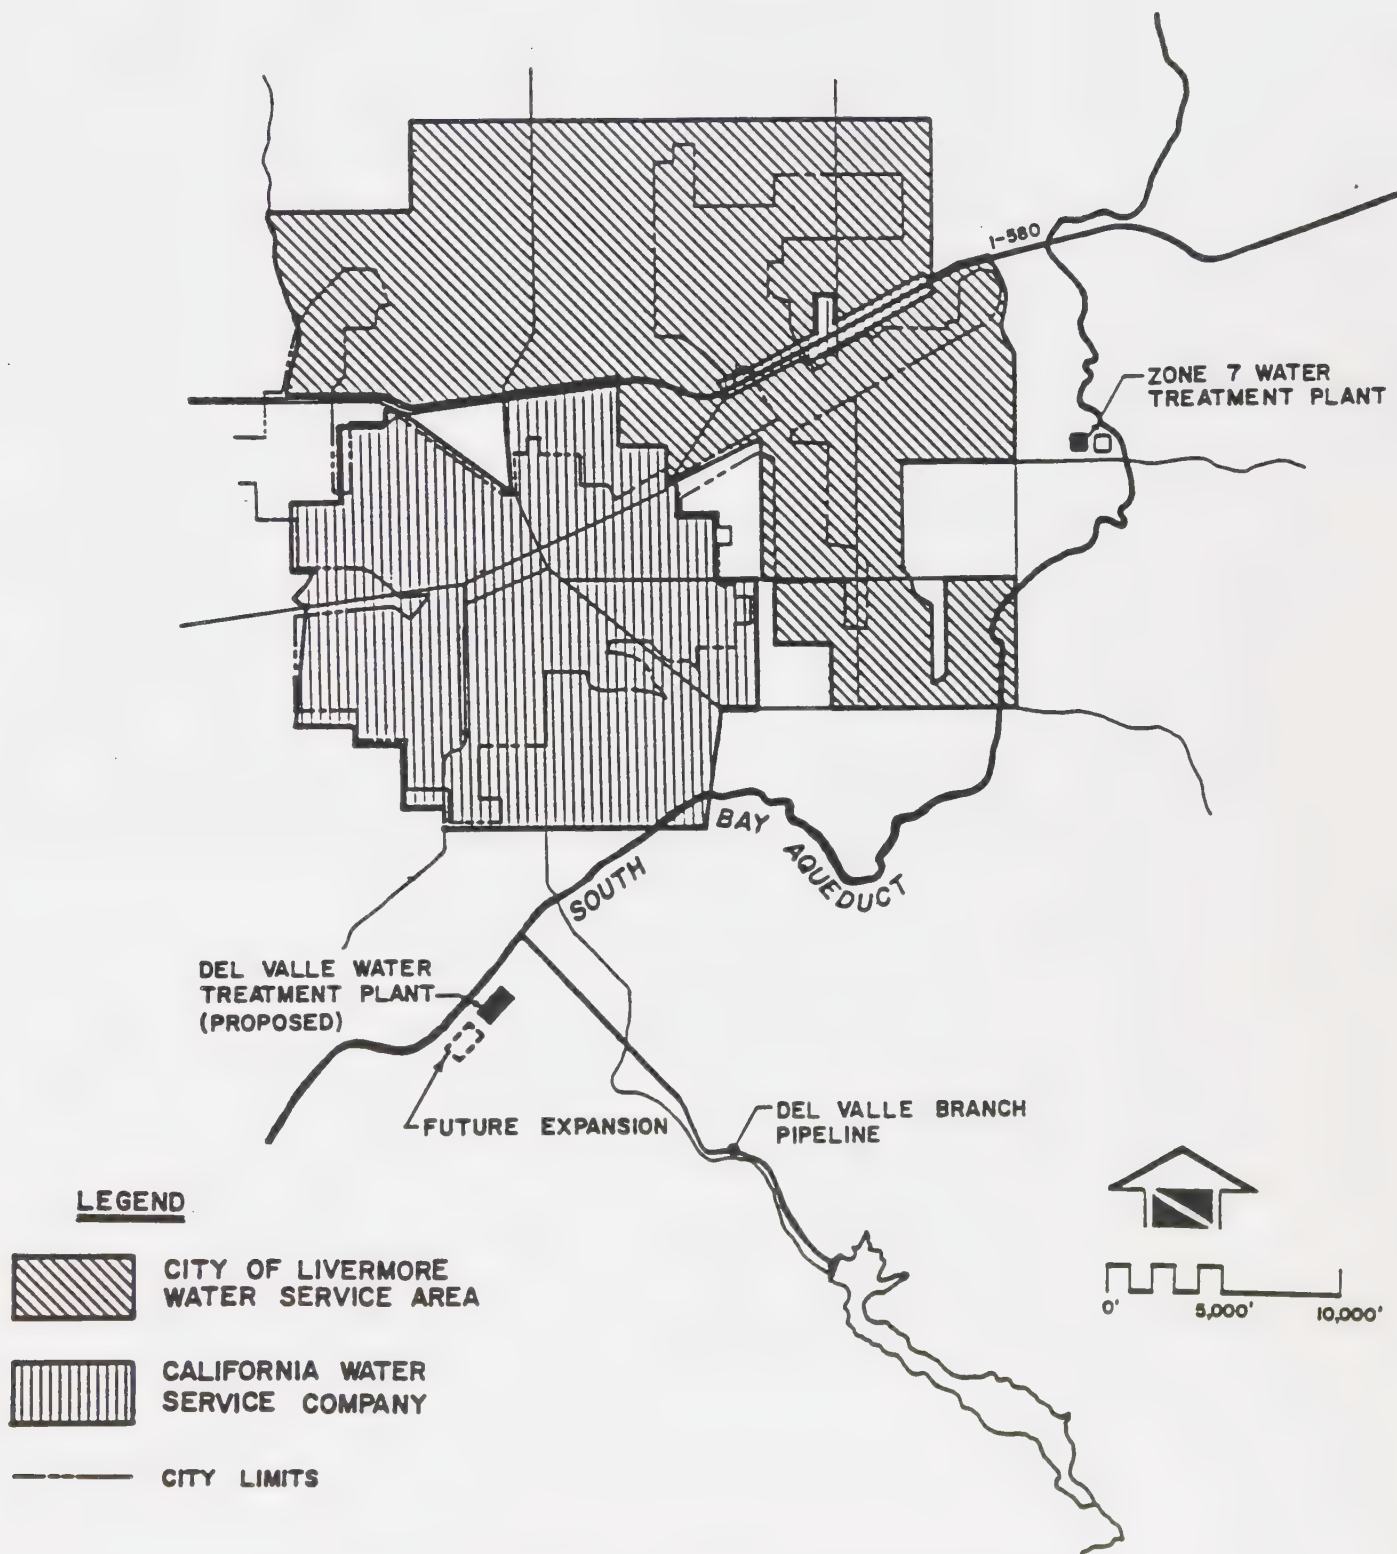 I-580
ZONE 7 WATER
TREATMENT PLANT
SOUTH BAY AQUEDUCT
DEL VALLE WATER
TREATMENT PLANT
(PROPOSED)
FUTURE EXPANSION
DEL VALLE BRANCH
PIPELINE
LEGEND
CITY OF LIVERMORE
WATER SERVICE AREA
CALIFORNIA WATER
SERVICE COMPANY
CITY LIMITS
0' 5,000' 10,000'